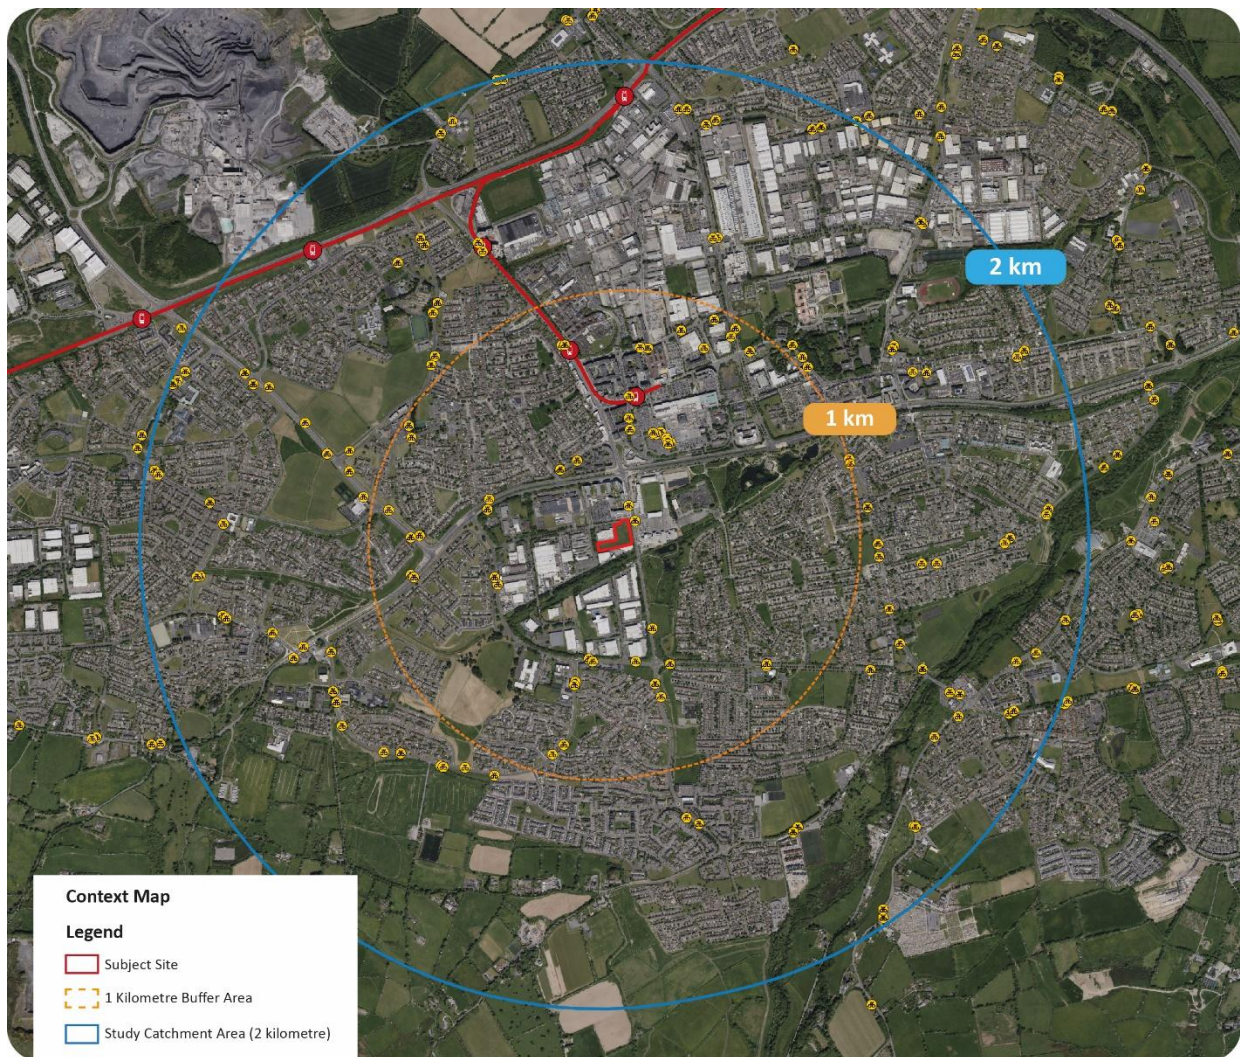 2 km
1 km
Context Map
Legend
Subject Site
1 Kilometre Buffer Area
Study Catchment Area (2 kilometre)